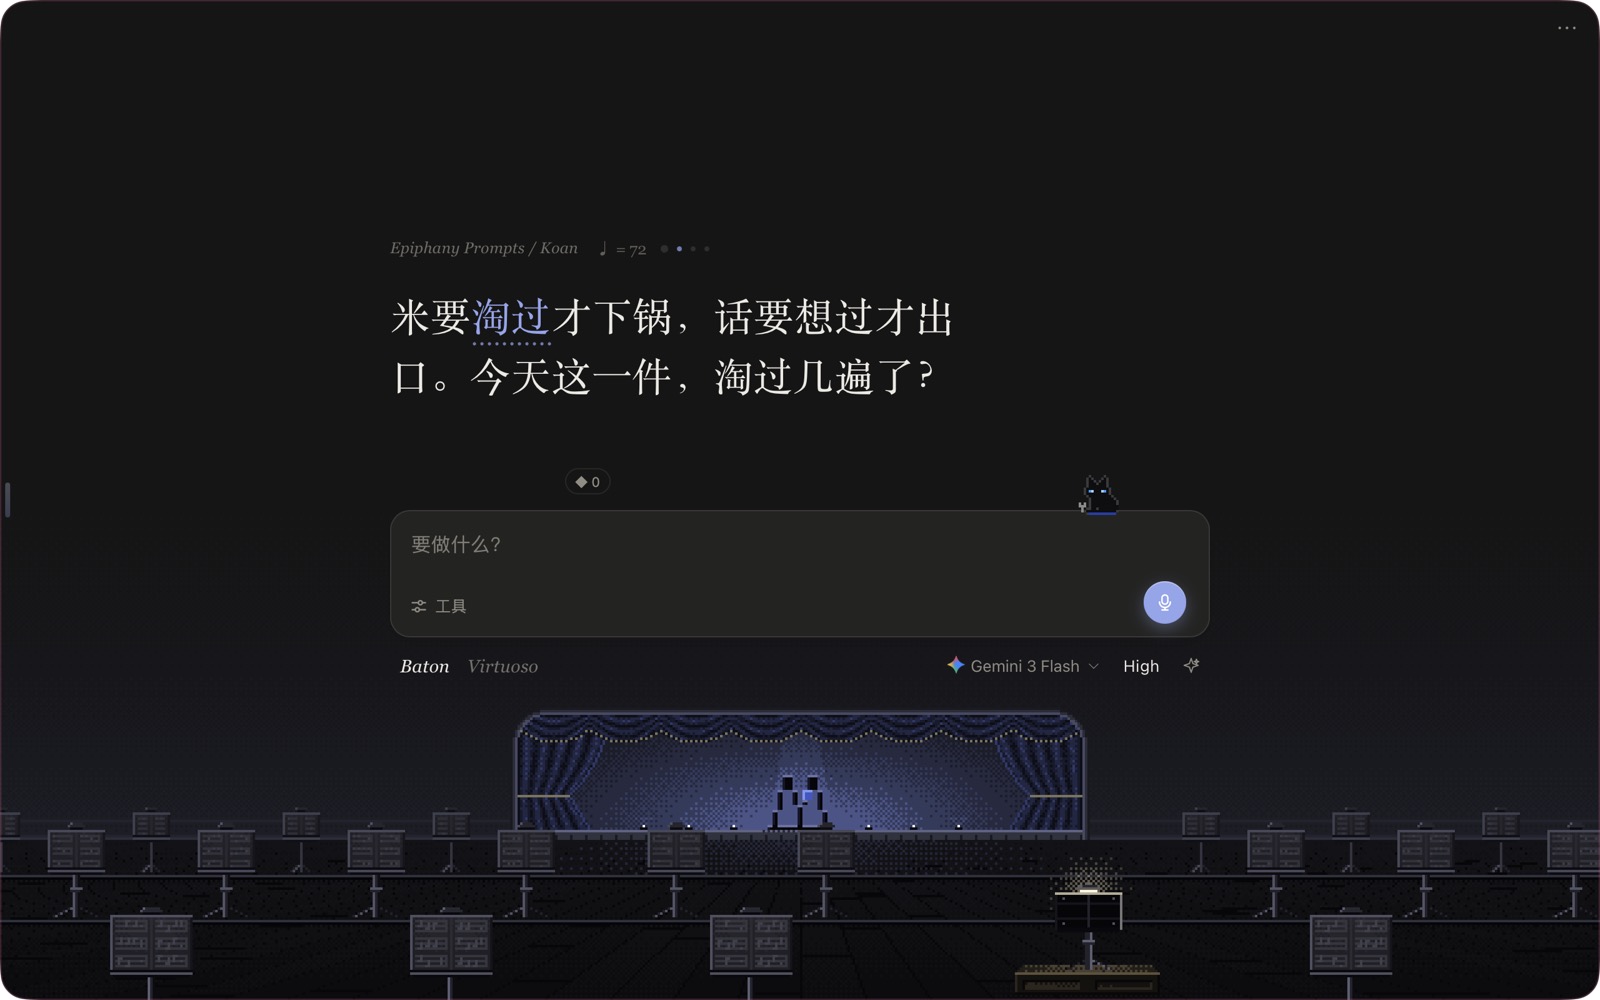 Epiphany Prompts / Koan ♩ = 72
米要淘过才下锅，话要想过才出
口。今天这一件，淘过几遍了？
◆ 0
要做什么？
工具
Baton Virtuoso Gemini 3 Flash High